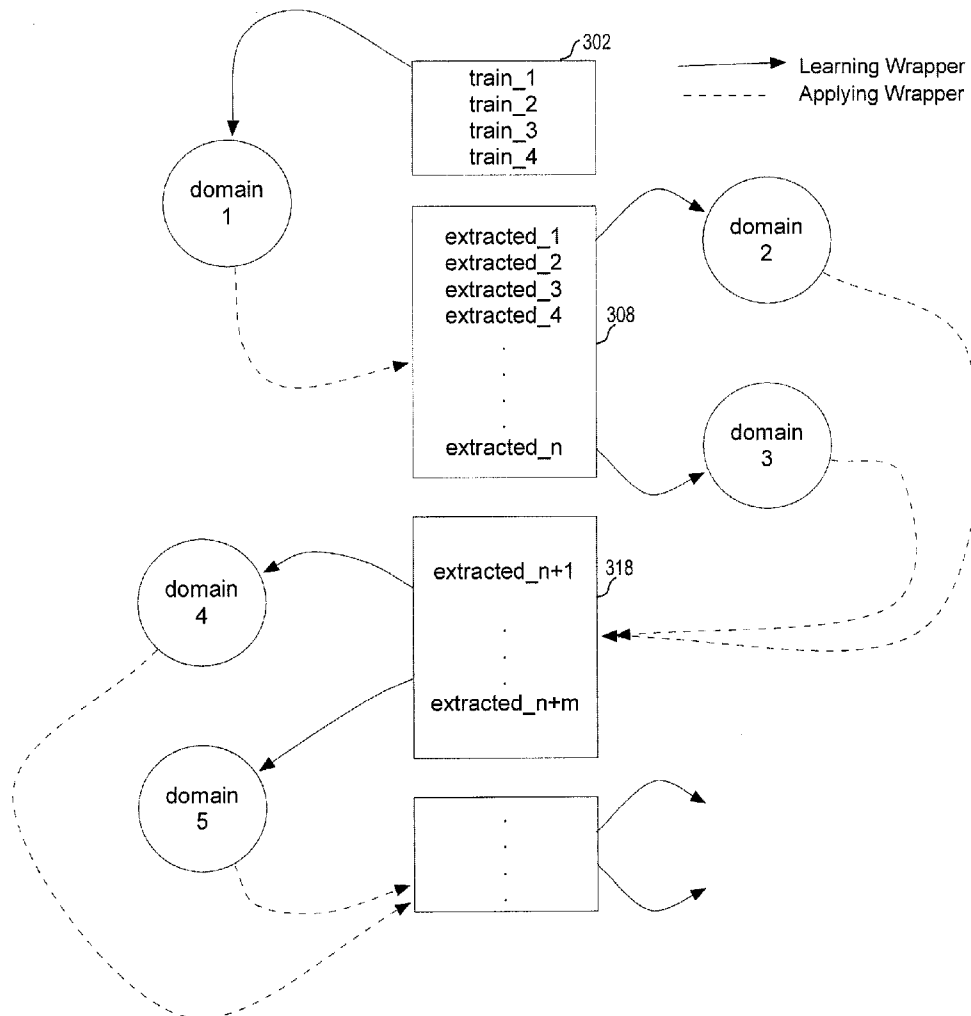 302
train_1
train_2
train_3
train_4
Learning Wrapper
Applying Wrapper
domain
1
extracted_1
extracted_2
extracted_3
extracted_4
.
.
.
.
extracted_n
308
domain
2
domain
3
extracted_n+1
.
.
.
extracted_n+m
318
domain
4
domain
5
.
.
.
.